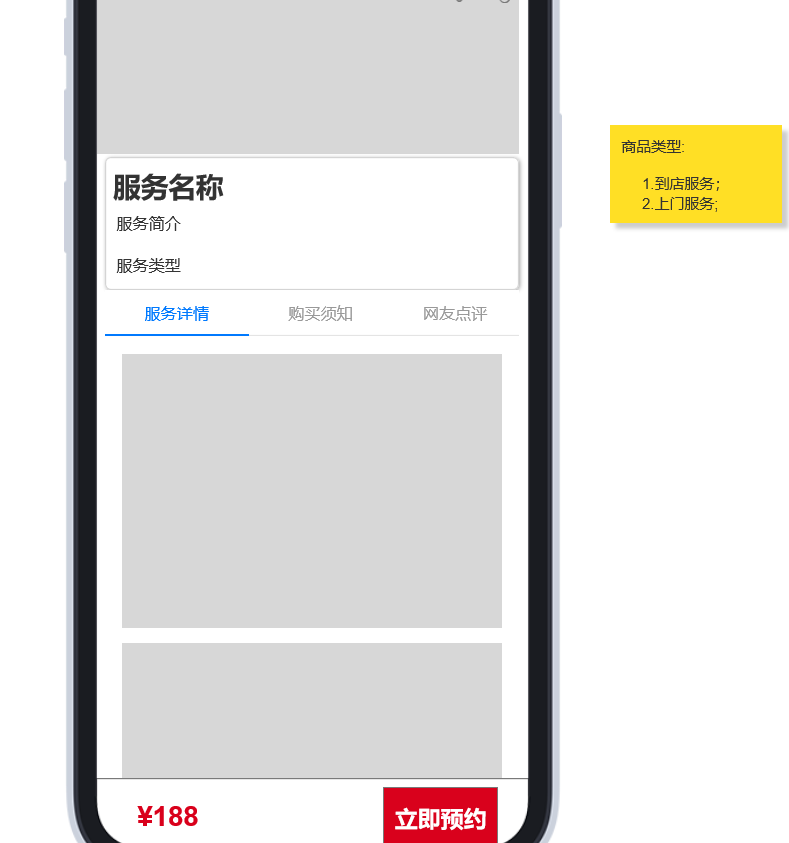 服务名称
服务简介
服务类型
服务详情 购买须知 网友点评
¥188 立即预约
商品类型:
1.到店服务;
2.上门服务;